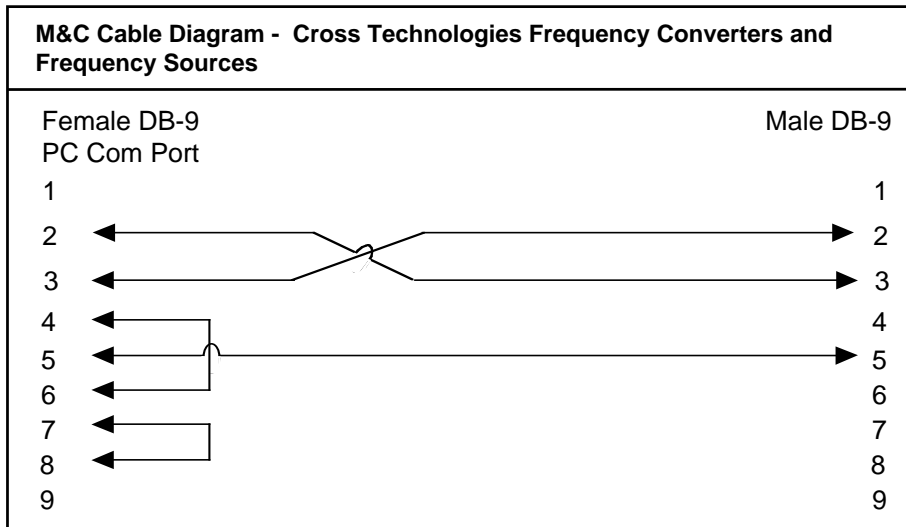 M&C Cable Diagram - Cross Technologies Frequency Converters and
Frequency Sources
Female DB-9 Male DB-9
PC Com Port
1 1
2 2
3 3
4 4
5 5
6 6
7 7
8 8
9 9